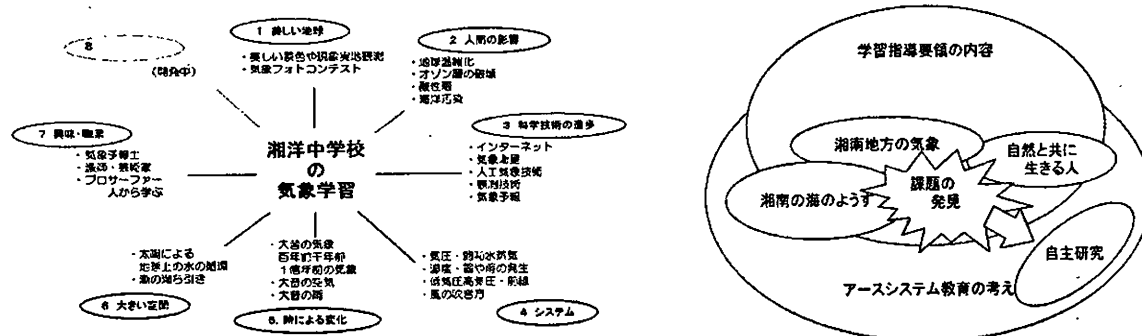 8
(開発中)
1 美しい地球
・美しい景色や現象実地観測
・気象フォトコンテスト
2 人間の影響
・地球温暖化
・オゾン層の破壊
・酸性雨
・海洋汚染
3 科学技術の進歩
・インターネット
・気象衛星
・人工気象技術
・観測技術
・気象予報
7 興味・職業
・気象予報士
・漁師・芸術家
・プロサーファー
人から学ぶ
湘洋中学校
の
気象学習
・太陽による
地球上の水の循環
・潮の満ち引き
6 大きい空間
・大昔の気象
百年前千年前
1億年前の気象
・大昔の空気
・大昔の雨
5. 時による変化
・気圧・飽和水蒸気
・湿度・雲や雨の発生
・低気圧高気圧・前線
・風の吹き方
4 システム
学習指導要領の内容
湘南地方の気象
自然と共に
生きる人
課題の
発見
湘南の海のようす
自主研究
アースシステム教育の考え